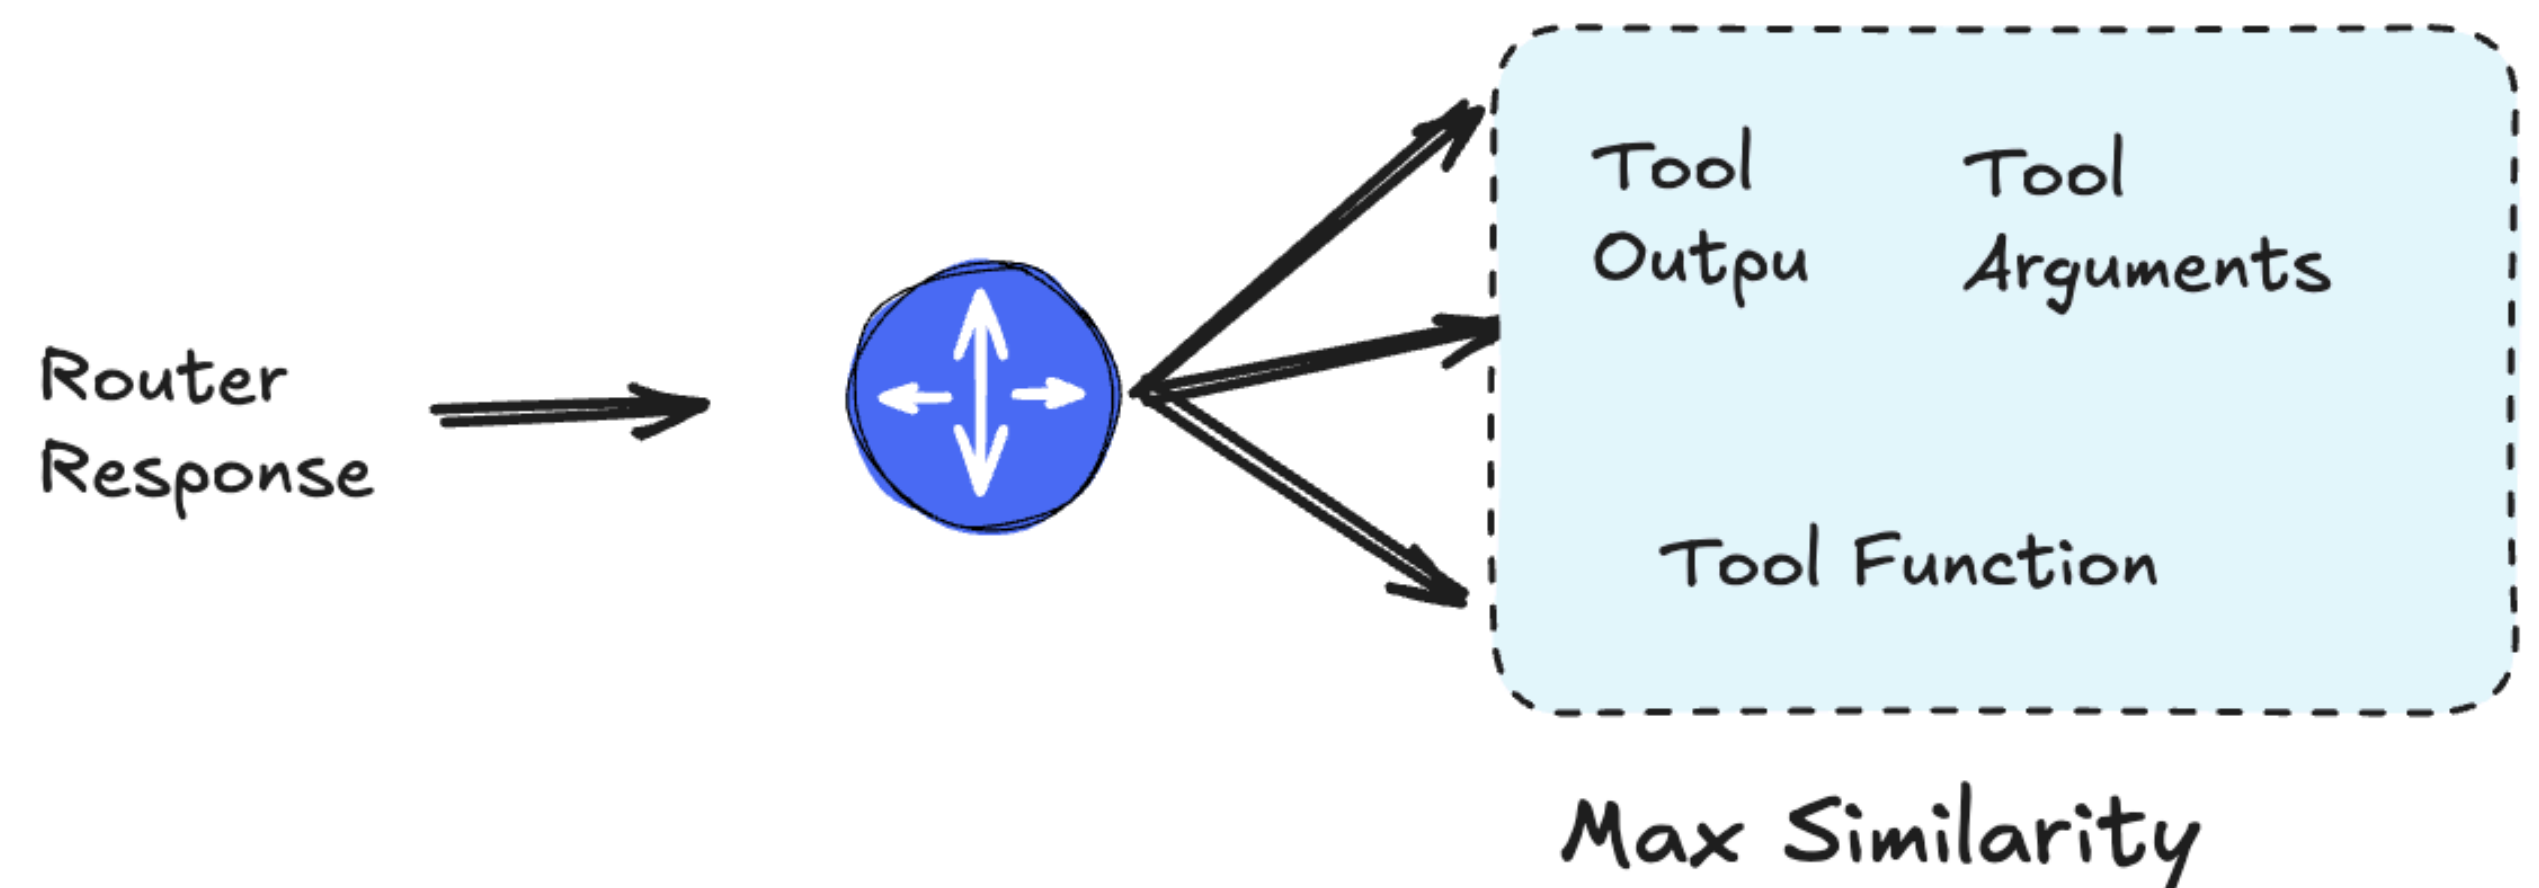 Router
Response
Tool
Outpu
Tool
Arguments
Tool Function
Max Similarity